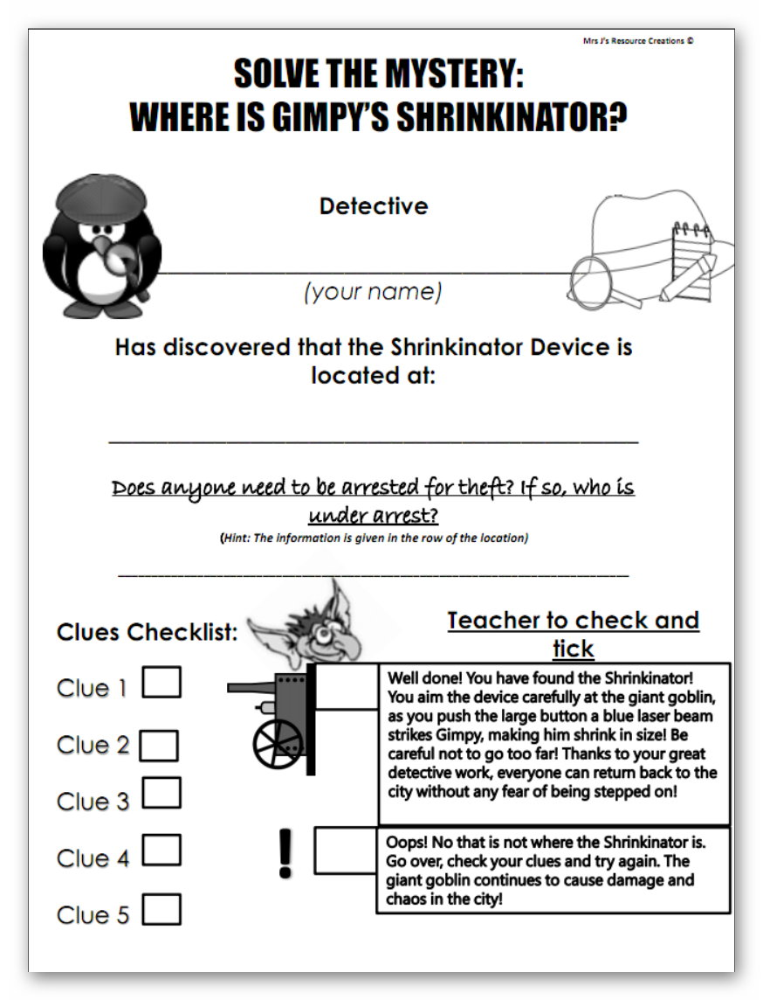 Mrs J's Resource Creations ©
SOLVE THE MYSTERY:
WHERE IS GIMPY'S SHRINKINATOR?
Detective
(your name)
Has discovered that the Shrinkinator Device is
located at:
Does anyone need to be arrested for theft? If so, who is
under arrest?
(Hint: The information is given in the row of the location)
Clues Checklist:
Clue 1
Clue 2
Clue 3
Clue 4
Clue 5
Teacher to check and
tick
Well done! You have found the Shrinkinator!
You aim the device carefully at the giant goblin,
as you push the large button a blue laser beam
strikes Gimpy, making him shrink in size! Be
careful not to go too far! Thanks to your great
detective work, everyone can return back to the
city without any fear of being stepped on!
!
Oops! No that is not where the Shrinkinator is.
Go over, check your clues and try again. The
giant goblin continues to cause damage and
chaos in the city!